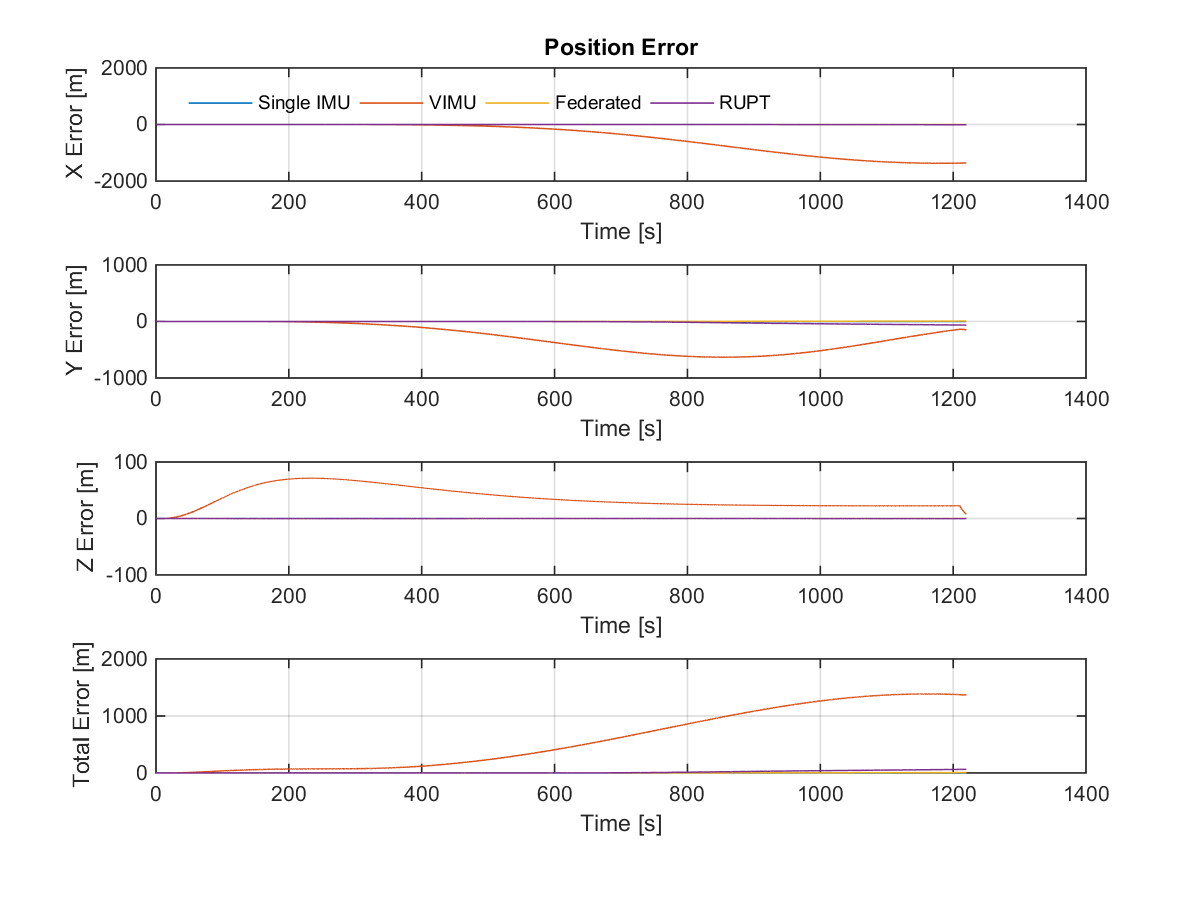 Position Error
X Error [m]
2000
0
-2000
Single IMU VIMU Federated RUPT
0 200 400 600 800 1000 1200 1400
Time [s]
Y Error [m]
1000
0
-1000
0 200 400 600 800 1000 1200 1400
Time [s]
Z Error [m]
100
0
-100
0 200 400 600 800 1000 1200 1400
Time [s]
Total Error [m]
2000
1000
0
0 200 400 600 800 1000 1200 1400
Time [s]